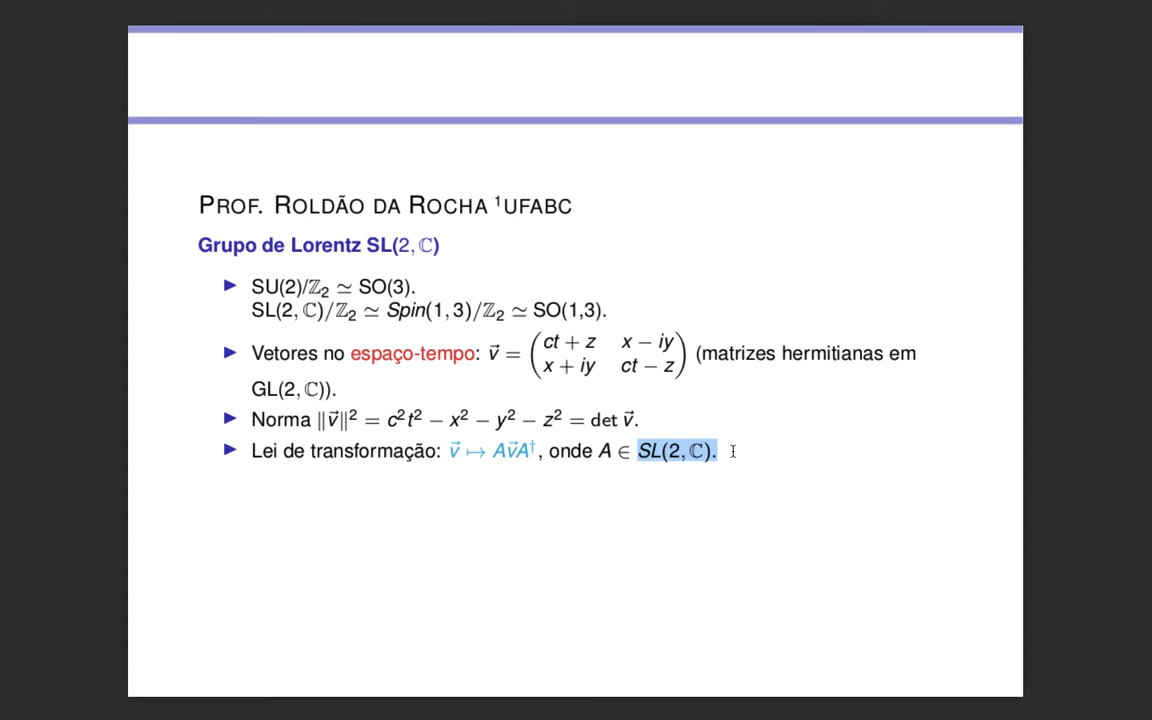 PROF. ROLDÃO DA ROCHA ¹UFABC
Grupo de Lorentz SL(2, ℂ)
▶ SU(2)/ℤ₂ ≃ SO(3).
SL(2, ℂ)/ℤ₂ ≃ Spin(1, 3)/ℤ₂ ≃ SO(1,3).
▶ Vetores no espaço-tempo: v⃗ = (ct + z x − iy; x + iy ct − z) (matrizes hermitianas em
GL(2, ℂ)).
▶ Norma ‖v⃗‖² = c²t² − x² − y² − z² = det v⃗.
▶ Lei de transformação: v⃗ ↦ Av⃗A†, onde A ∈ SL(2, ℂ).